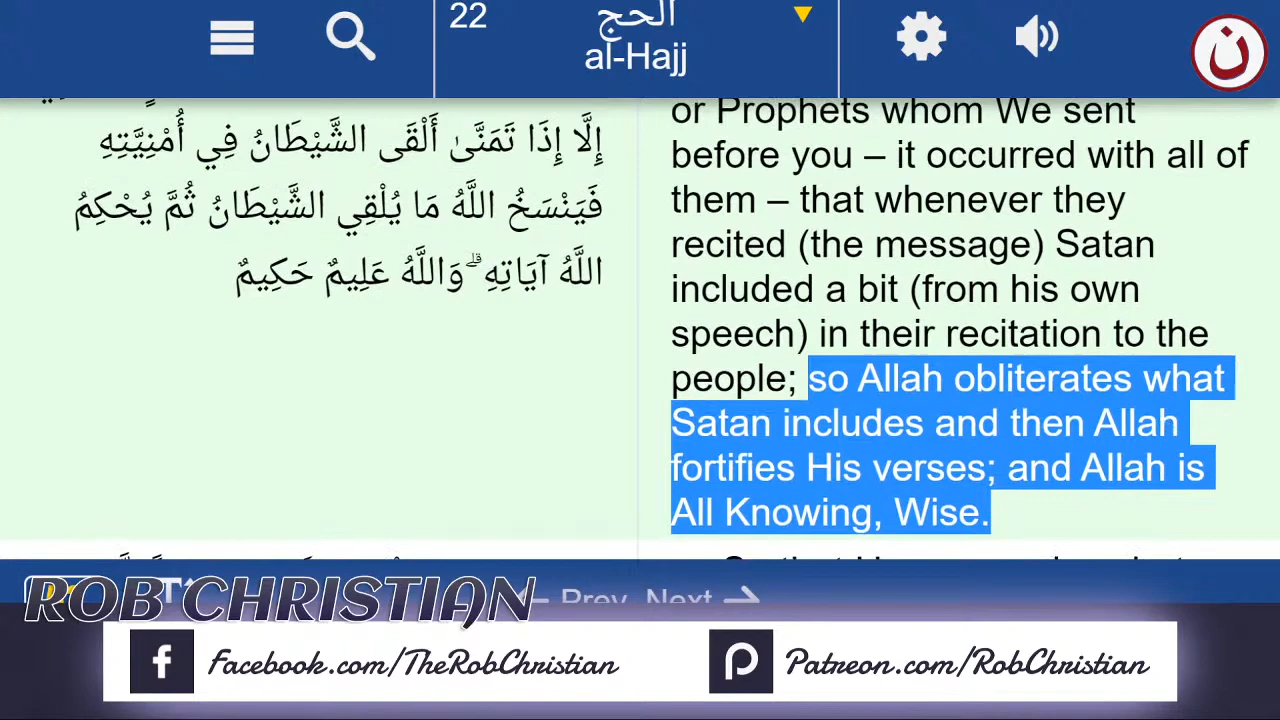 22
الحج
al-Hajj
ن
إِلَّا إِذَا تَمَنَّىٰ أَلْقَى الشَّيْطَانُ فِي أُمْنِيَّتِهِ
فَيَنْسَخُ اللَّهُ مَا يُلْقِي الشَّيْطَانُ ثُمَّ يُحْكِمُ
اللَّهُ آيَاتِهِ ۗ وَاللَّهُ عَلِيمٌ حَكِيمٌ
or Prophets whom We sent
before you – it occurred with all of
them – that whenever they
recited (the message) Satan
included a bit (from his own
speech) in their recitation to the
people; so Allah obliterates what
Satan includes and then Allah
fortifies His verses; and Allah is
All Knowing, Wise.
Prev Next
ROB CHRISTIAN
Facebook.com/TheRobChristian
Patreon.com/RobChristian